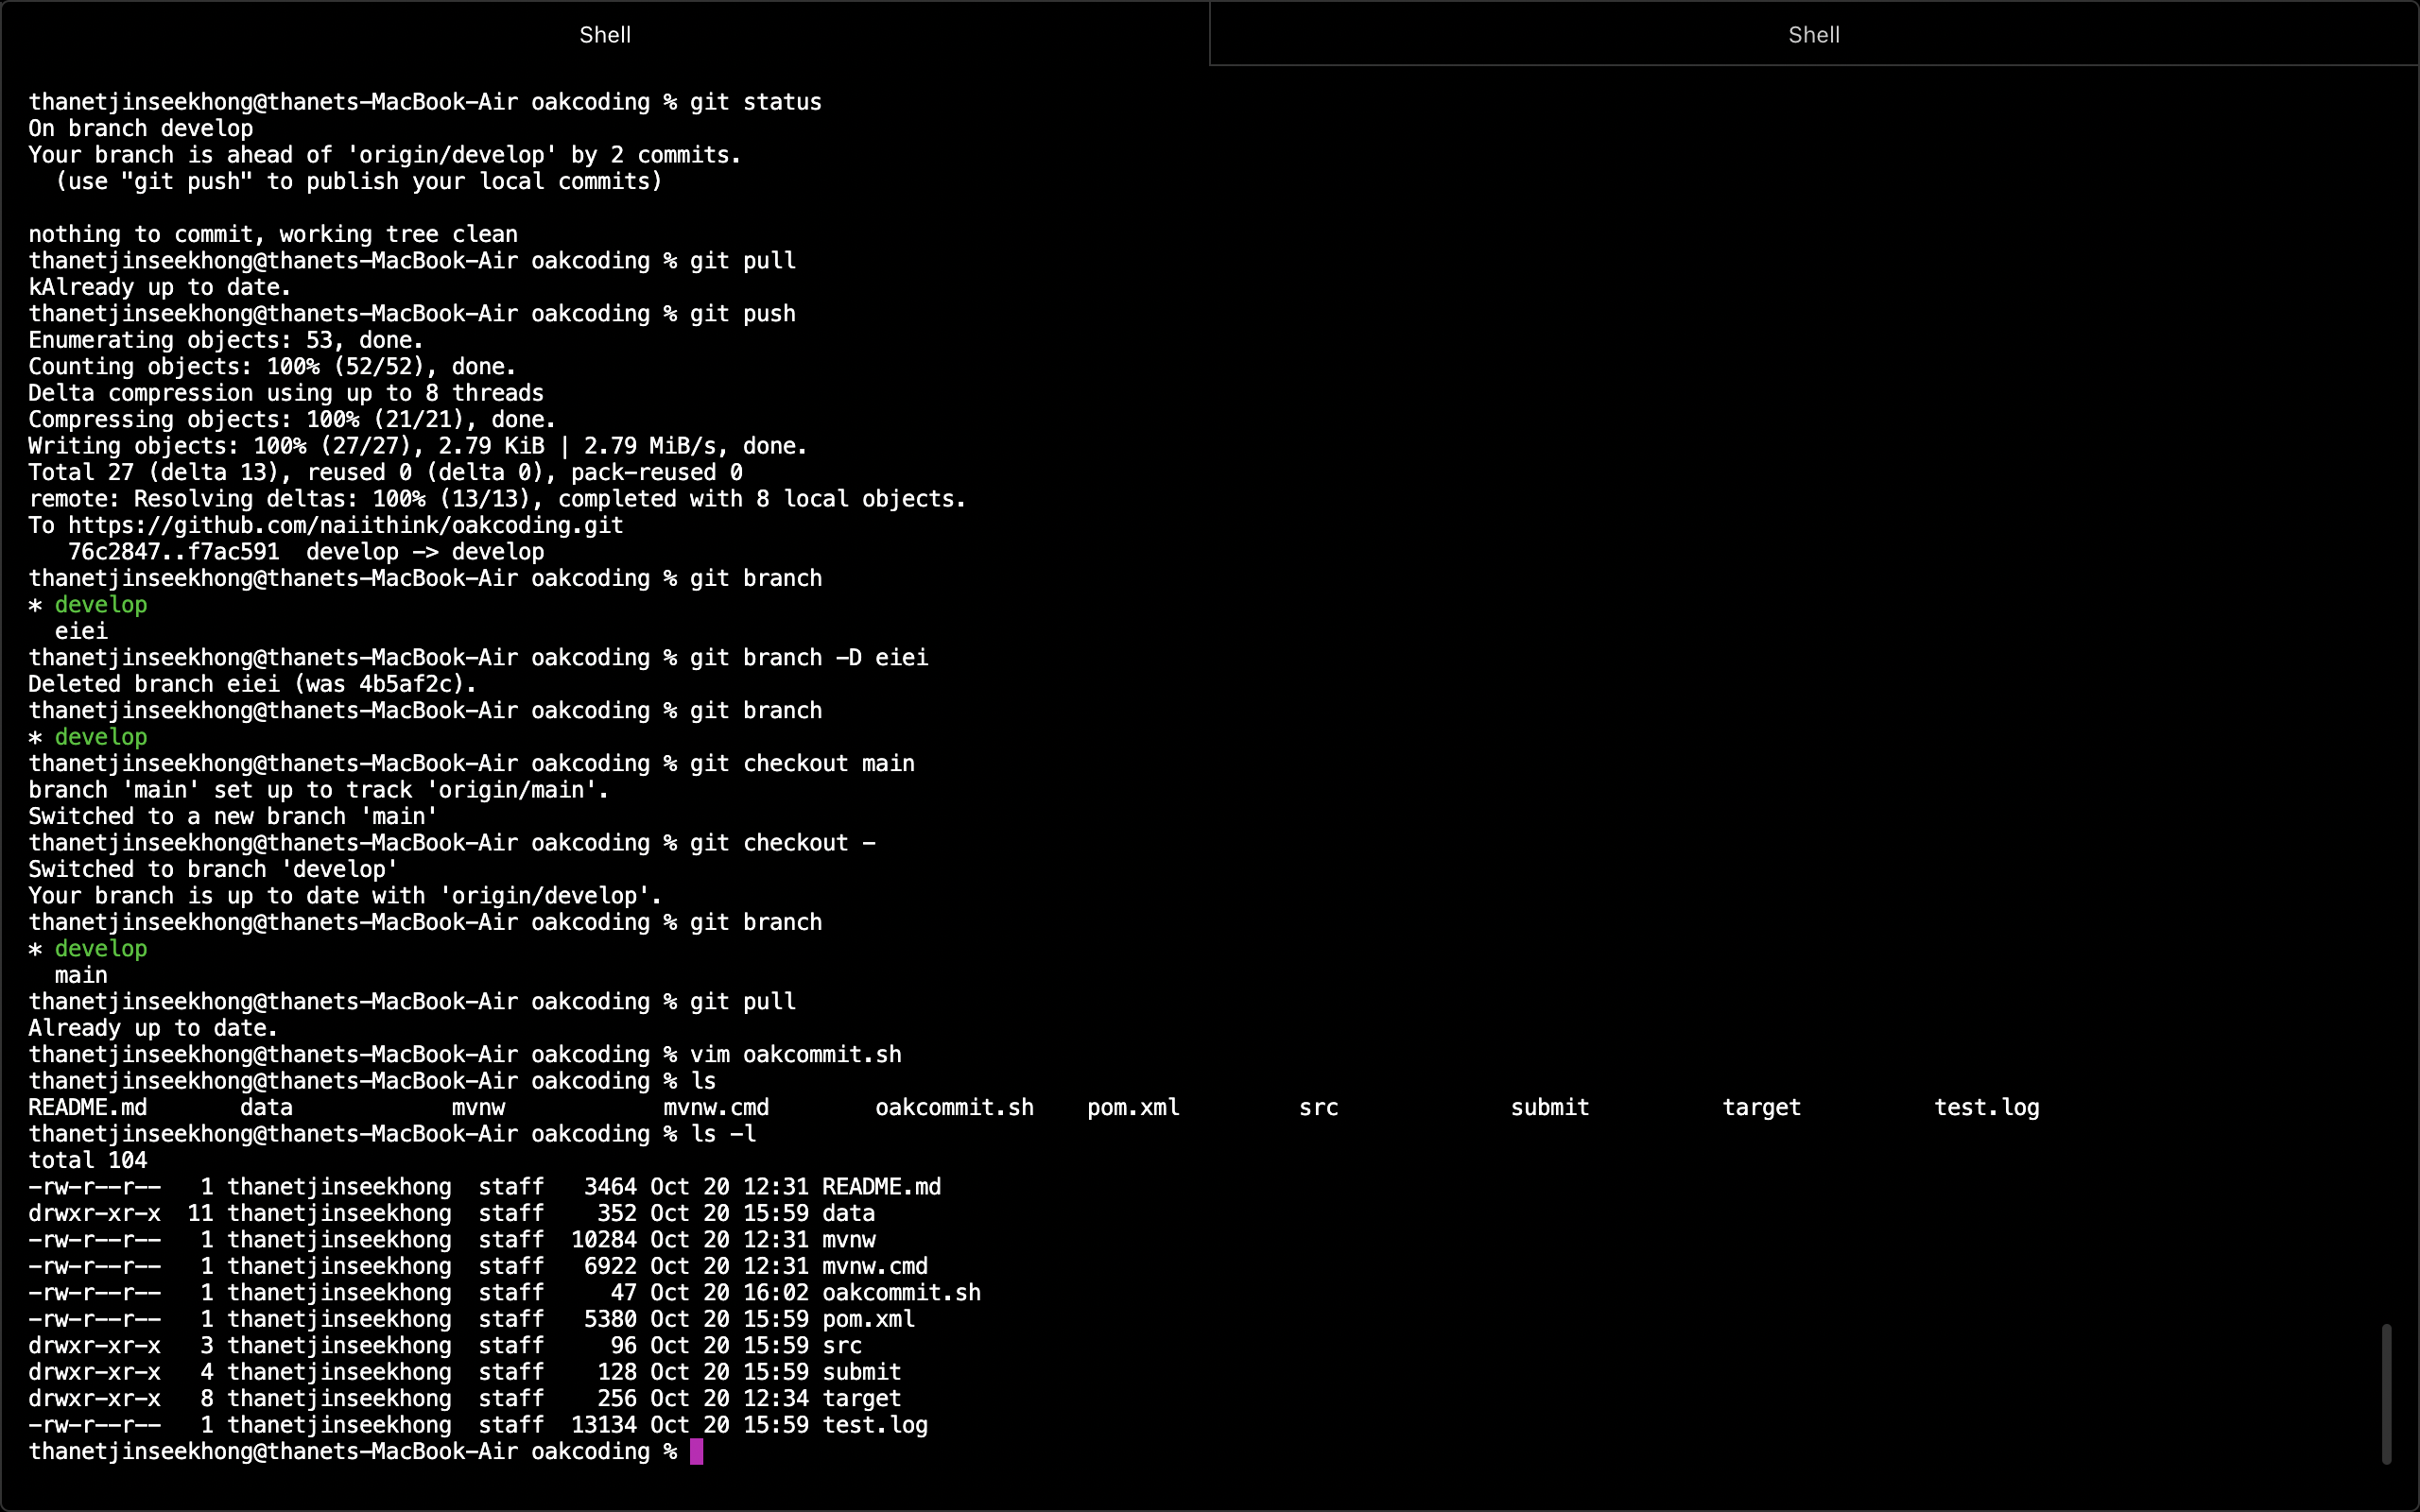 Shell Shell
thanetjinseekhong@thanets-MacBook-Air oakcoding % git status
On branch develop
Your branch is ahead of 'origin/develop' by 2 commits.
  (use "git push" to publish your local commits)

nothing to commit, working tree clean
thanetjinseekhong@thanets-MacBook-Air oakcoding % git pull
kAlready up to date.
thanetjinseekhong@thanets-MacBook-Air oakcoding % git push
Enumerating objects: 53, done.
Counting objects: 100% (52/52), done.
Delta compression using up to 8 threads
Compressing objects: 100% (21/21), done.
Writing objects: 100% (27/27), 2.79 KiB | 2.79 MiB/s, done.
Total 27 (delta 13), reused 0 (delta 0), pack-reused 0
remote: Resolving deltas: 100% (13/13), completed with 8 local objects.
To https://github.com/naiithink/oakcoding.git
   76c2847..f7ac591  develop -> develop
thanetjinseekhong@thanets-MacBook-Air oakcoding % git branch
* develop
  eiei
thanetjinseekhong@thanets-MacBook-Air oakcoding % git branch -D eiei
Deleted branch eiei (was 4b5af2c).
thanetjinseekhong@thanets-MacBook-Air oakcoding % git branch
* develop
thanetjinseekhong@thanets-MacBook-Air oakcoding % git checkout main
branch 'main' set up to track 'origin/main'.
Switched to a new branch 'main'
thanetjinseekhong@thanets-MacBook-Air oakcoding % git checkout -
Switched to branch 'develop'
Your branch is up to date with 'origin/develop'.
thanetjinseekhong@thanets-MacBook-Air oakcoding % git branch
* develop
  main
thanetjinseekhong@thanets-MacBook-Air oakcoding % git pull
Already up to date.
thanetjinseekhong@thanets-MacBook-Air oakcoding % vim oakcommit.sh
thanetjinseekhong@thanets-MacBook-Air oakcoding % ls
README.md       data            mvnw            mvnw.cmd        oakcommit.sh    pom.xml         src             submit          target          test.log
thanetjinseekhong@thanets-MacBook-Air oakcoding % ls -l
total 104
-rw-r--r--   1 thanetjinseekhong  staff   3464 Oct 20 12:31 README.md
drwxr-xr-x  11 thanetjinseekhong  staff    352 Oct 20 15:59 data
-rw-r--r--   1 thanetjinseekhong  staff  10284 Oct 20 12:31 mvnw
-rw-r--r--   1 thanetjinseekhong  staff   6922 Oct 20 12:31 mvnw.cmd
-rw-r--r--   1 thanetjinseekhong  staff     47 Oct 20 16:02 oakcommit.sh
-rw-r--r--   1 thanetjinseekhong  staff   5380 Oct 20 15:59 pom.xml
drwxr-xr-x   3 thanetjinseekhong  staff     96 Oct 20 15:59 src
drwxr-xr-x   4 thanetjinseekhong  staff    128 Oct 20 15:59 submit
drwxr-xr-x   8 thanetjinseekhong  staff    256 Oct 20 12:34 target
-rw-r--r--   1 thanetjinseekhong  staff  13134 Oct 20 15:59 test.log
thanetjinseekhong@thanets-MacBook-Air oakcoding %